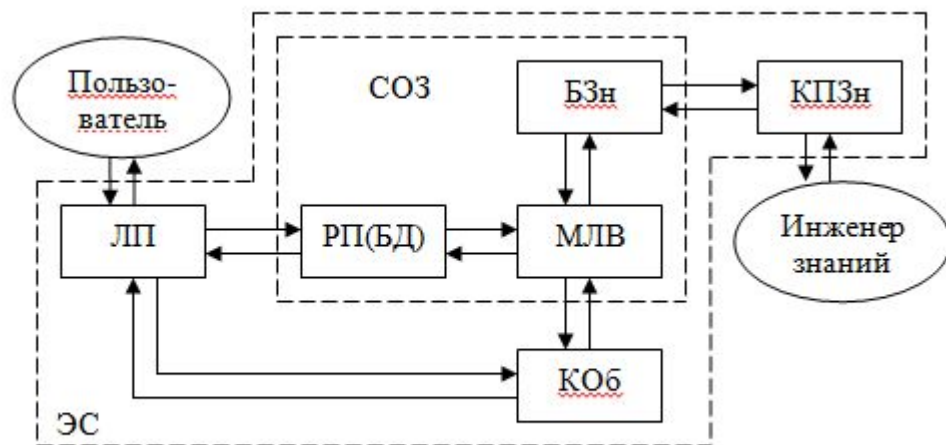 Пользо-
ватель
СОЗ
БЗн
КПЗн
ЛП
РП(БД)
МЛВ
Инженер
знаний
КОб
ЭС